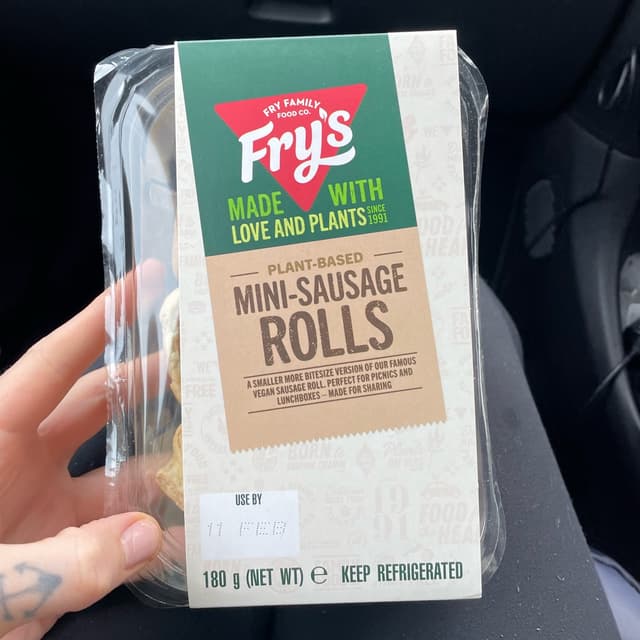 FRY FAMILY
FOOD CO.
Fry's
MADE WITH
LOVE AND PLANTS SINCE 1991
PLANT-BASED
MINI-SAUSAGE
ROLLS
A SMALLER MORE BITESIZE VERSION OF OUR FAMOUS
VEGAN SAUSAGE ROLL. PERFECT FOR PICNICS AND
LUNCHBOXES – MADE FOR SHARING
USE BY
11 FEB
180 g (NET WT) e KEEP REFRIGERATED